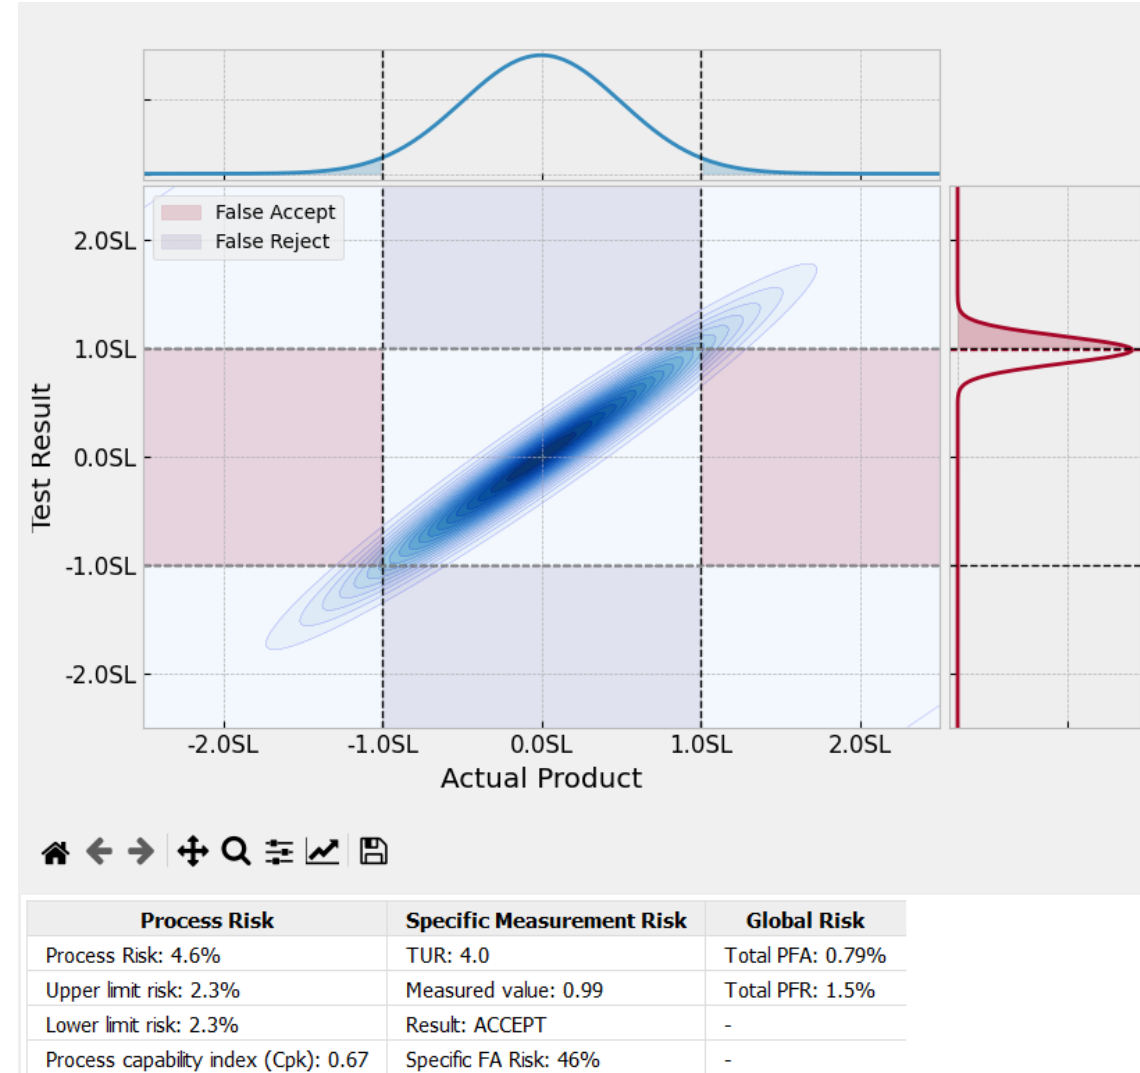 False Accept
False Reject
2.0SL
1.0SL
0.0SL
-1.0SL
-2.0SL
Test Result
-2.0SL
-1.0SL
0.0SL
1.0SL
2.0SL
Actual Product
Process Risk
Specific Measurement Risk
Global Risk
Process Risk: 4.6%
TUR: 4.0
Total PFA: 0.79%
Upper limit risk: 2.3%
Measured value: 0.99
Total PFR: 1.5%
Lower limit risk: 2.3%
Result: ACCEPT
-
Process capability index (Cpk): 0.67
Specific FA Risk: 46%
-